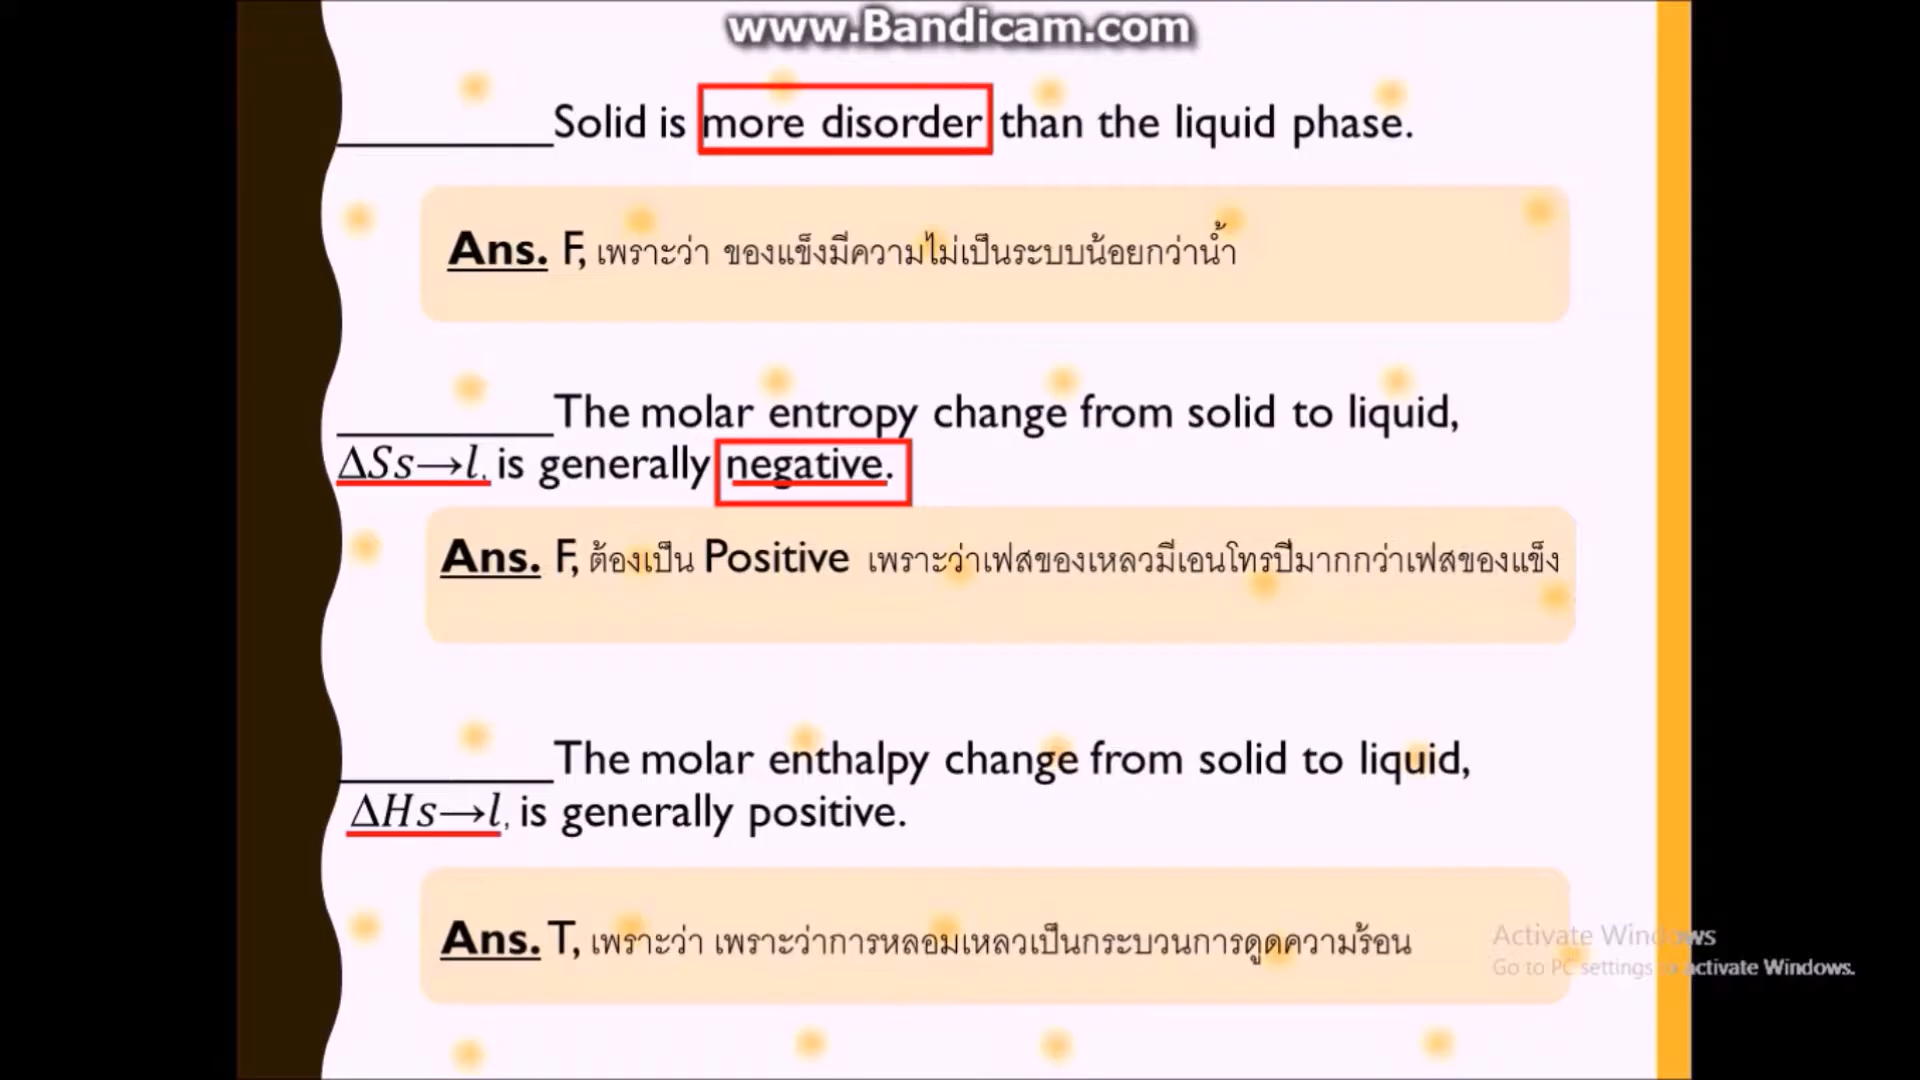 www.Bandicam.com
__________Solid is more disorder than the liquid phase.
Ans. F, เพราะว่า ของแข็งมีความไม่เป็นระบบน้อยกว่าน้ำ
__________The molar entropy change from solid to liquid,
ΔSs→l, is generally negative.
Ans. F, ต้องเป็น Positive เพราะว่าเฟสของเหลวมีเอนโทรปีมากกว่าเฟสของแข็ง
__________The molar enthalpy change from solid to liquid,
ΔHs→l, is generally positive.
Ans. T, เพราะว่า เพราะว่าการหลอมเหลวเป็นกระบวนการดูดความร้อน
Activate Windows
Go to PC settings to activate Windows.